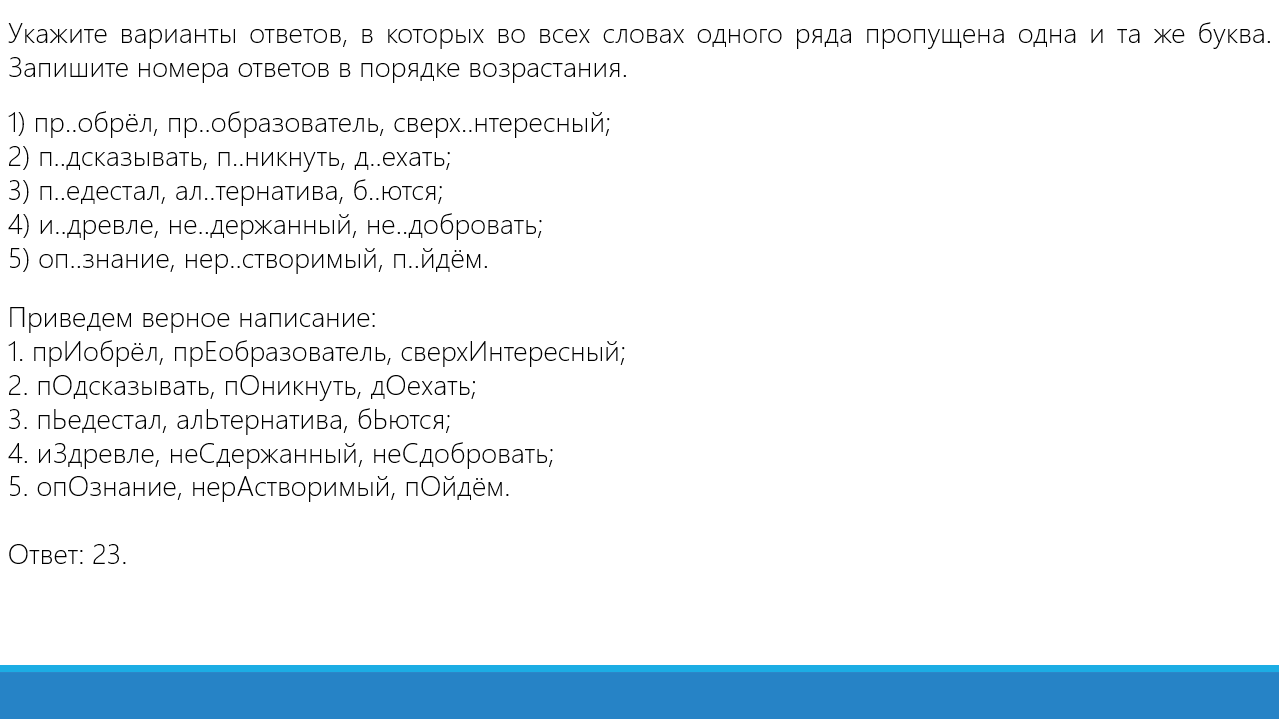 Укажите варианты ответов, в которых во всех словах одного ряда пропущена одна и та же буква.
Запишите номера ответов в порядке возрастания.
1) пр..обрёл, пр..образователь, сверх..нтересный;
2) п..дсказывать, п..никнуть, д..ехать;
3) п..едестал, ал..тернатива, б..ются;
4) и..древле, не..держанный, не..добровать;
5) оп..знание, нер..створимый, п..йдём.
Приведем верное написание:
1. прИобрёл, прЕобразователь, сверхИнтересный;
2. пОдсказывать, пОникнуть, дОехать;
3. пЬедестал, алЬтернатива, бЬются;
4. иЗдревле, неСдержанный, неСдобровать;
5. опОзнание, нерАстворимый, пОйдём.
Ответ: 23.